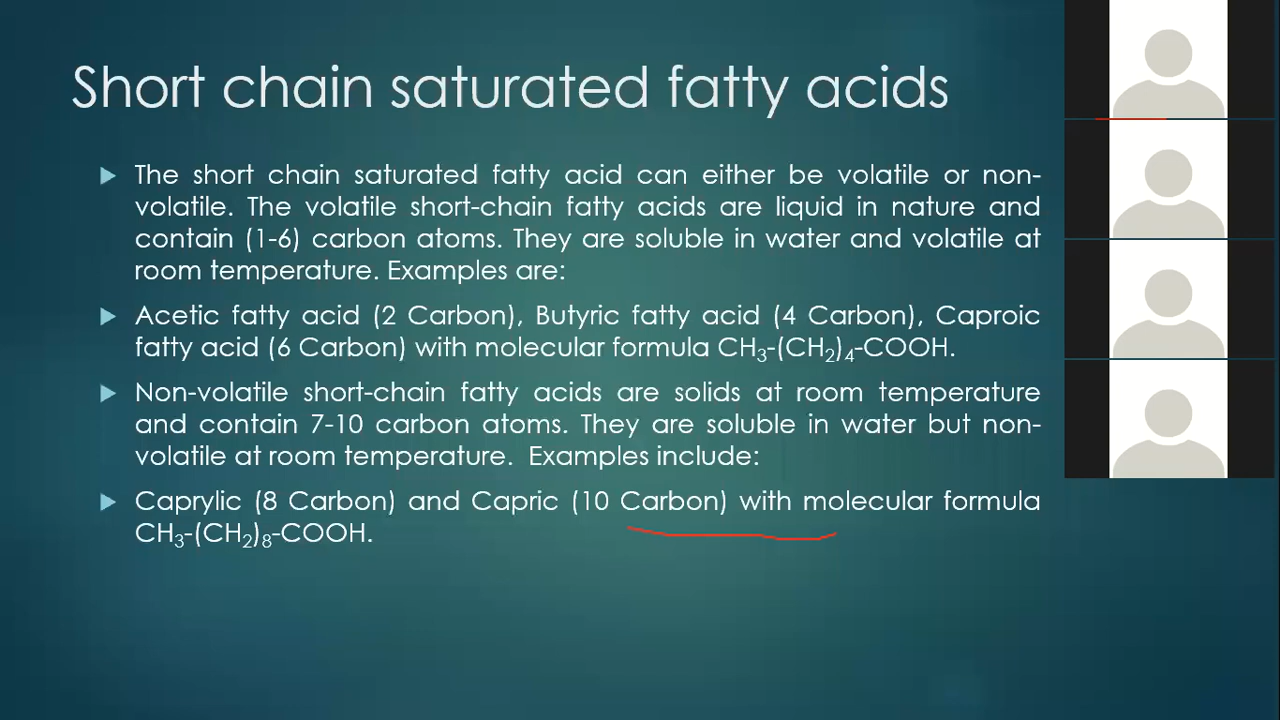 Short chain saturated fatty acids
The short chain saturated fatty acid can either be volatile or non-
volatile. The volatile short-chain fatty acids are liquid in nature and
contain (1-6) carbon atoms. They are soluble in water and volatile at
room temperature. Examples are:
Acetic fatty acid (2 Carbon), Butyric fatty acid (4 Carbon), Caproic
fatty acid (6 Carbon) with molecular formula CH₃-(CH₂)₄-COOH.
Non-volatile short-chain fatty acids are solids at room temperature
and contain 7-10 carbon atoms. They are soluble in water but non-
volatile at room temperature. Examples include:
Caprylic (8 Carbon) and Capric (10 Carbon) with molecular formula
CH₃-(CH₂)₈-COOH.